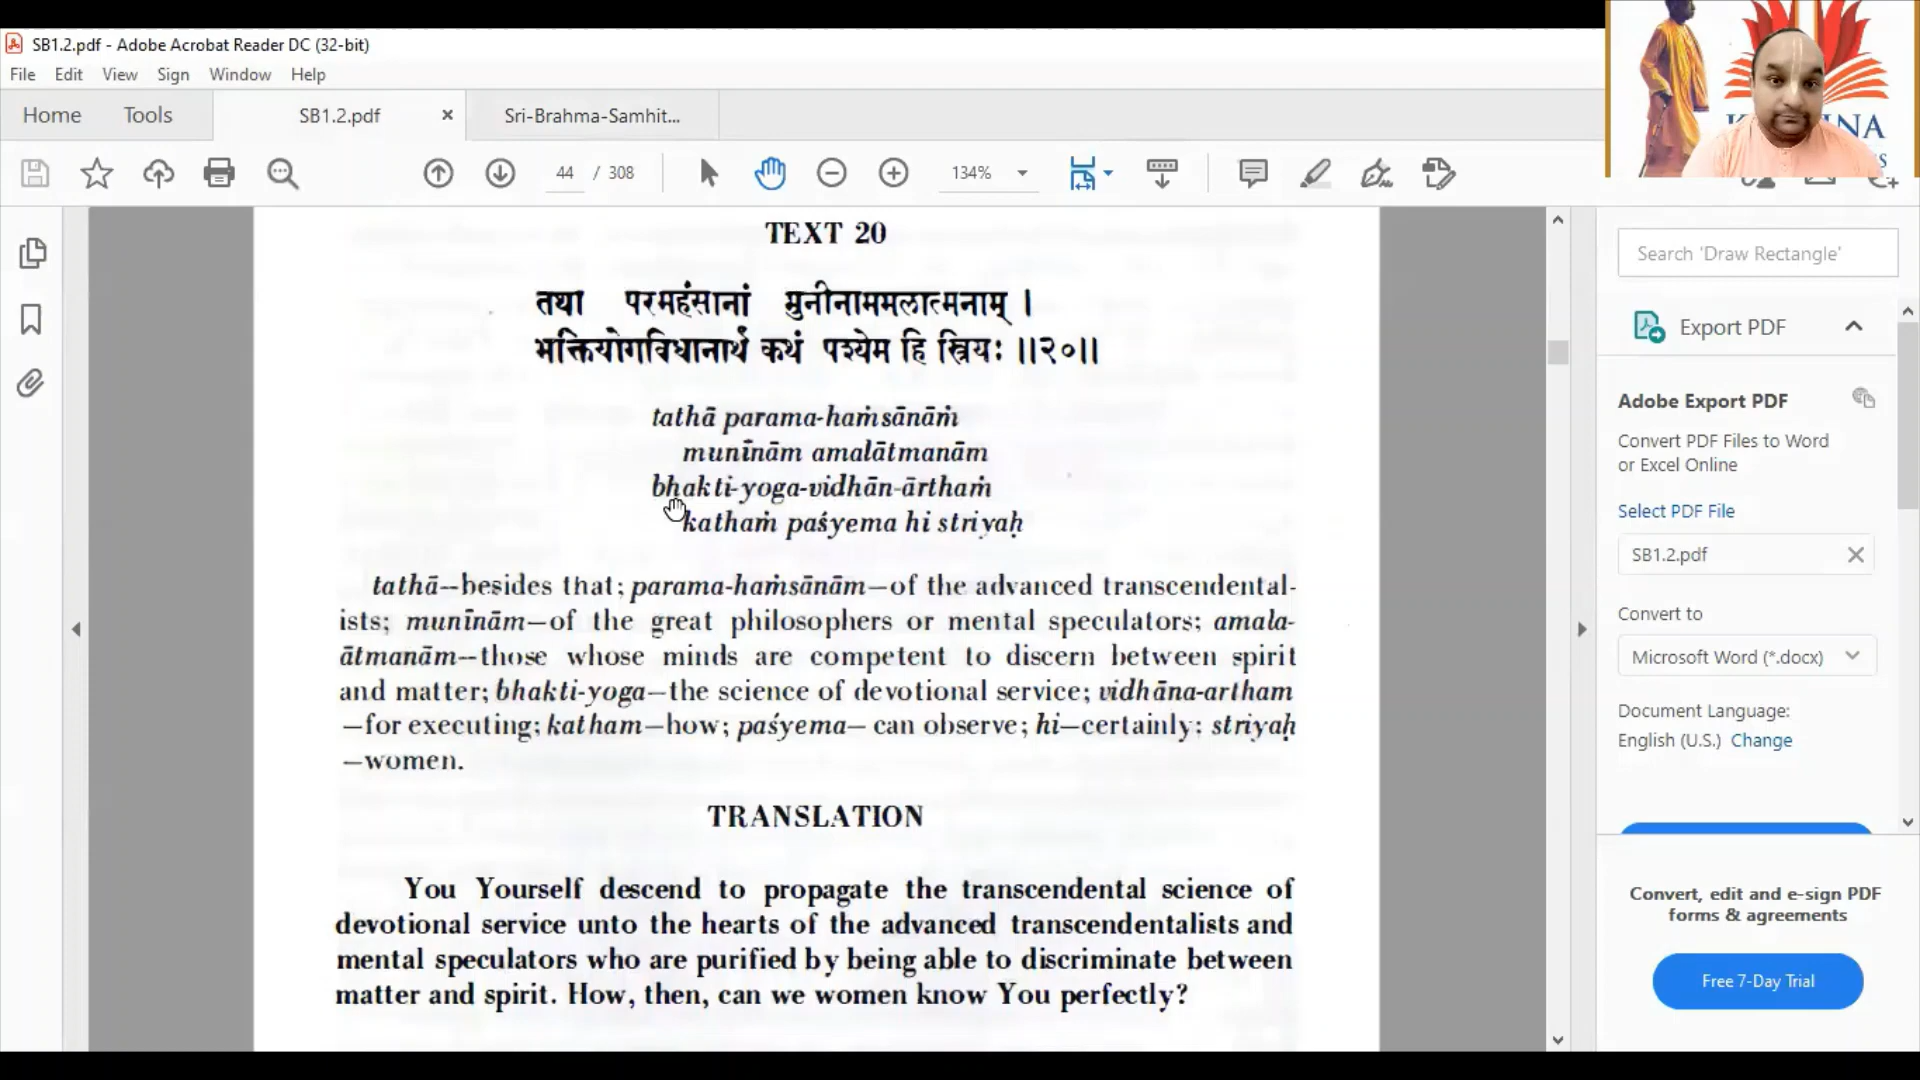 SB1.2.pdf - Adobe Acrobat Reader DC (32-bit)
File Edit View Sign Window Help
Home Tools SB1.2.pdf × Sri-Brahma-Samhit...
44 / 308 134%
TEXT 20
तथा परमहंसानां मुनीनाममलात्मनाम् ।
भक्तियोगविधानार्थं कथं पश्येम हि स्त्रियः ॥२०॥
tathā parama-haṁsānāṁ
munīnām amalātmanām
bhakti-yoga-vidhān-ārthaṁ
kathaṁ paśyema hi striyaḥ
tathā—besides that; parama-haṁsānām—of the advanced transcendental-
ists; munīnām—of the great philosophers or mental speculators; amala-
ātmanām—those whose minds are competent to discern between spirit
and matter; bhakti-yoga—the science of devotional service; vidhāna-artham
—for executing; katham—how; paśyema— can observe; hi—certainly; striyaḥ
—women.
TRANSLATION
You Yourself descend to propagate the transcendental science of
devotional service unto the hearts of the advanced transcendentalists and
mental speculators who are purified by being able to discriminate between
matter and spirit. How, then, can we women know You perfectly?
Search 'Draw Rectangle'
Export PDF
Adobe Export PDF
Convert PDF Files to Word
or Excel Online
Select PDF File
SB1.2.pdf
Convert to
Microsoft Word (*.docx)
Document Language:
English (U.S.) Change
Convert, edit and e-sign PDF
forms & agreements
Free 7-Day Trial